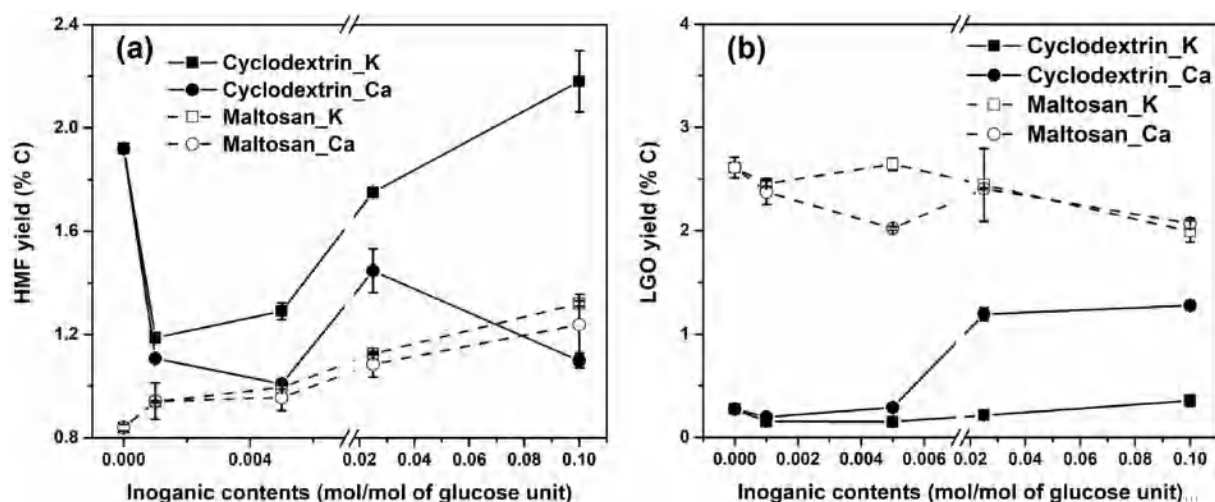 (a)
Cyclodextrin_K
Cyclodextrin_Ca
Maltosan_K
Maltosan_Ca
HMF yield (% C)
2.4
2.0
1.6
1.2
0.8
0.000 0.004 0.02 0.04 0.06 0.08 0.10
Inoganic contents (mol/mol of glucose unit)
(b)
Cyclodextrin_K
Cyclodextrin_Ca
Maltosan_K
Maltosan_Ca
LGO yield (% C)
4
3
2
1
0
0.000 0.002 0.004 0.006 0.02 0.04 0.06 0.08 0.10
Inoganic contents (mol/mol of glucose unit)